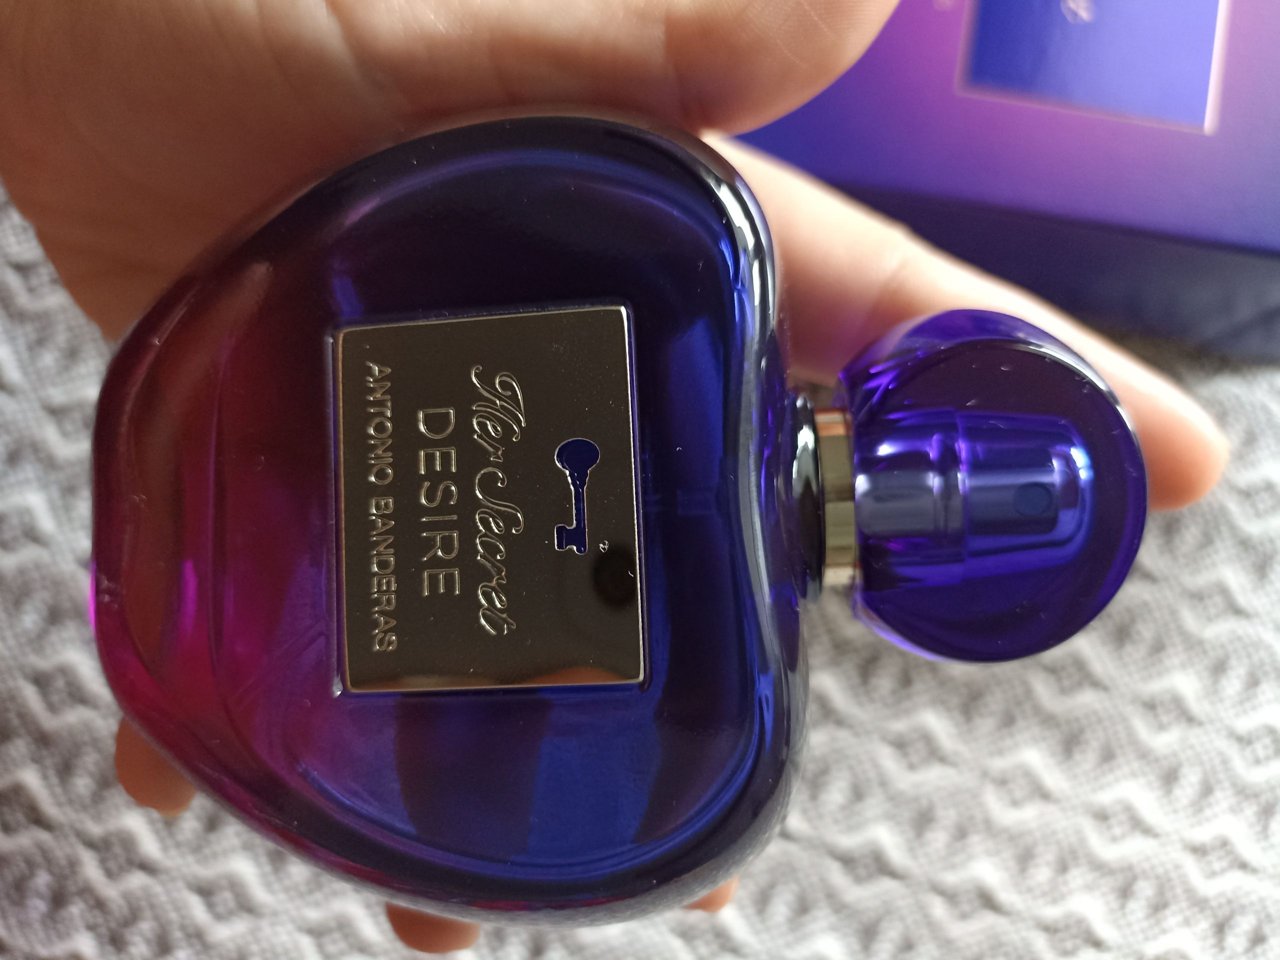 Her Secret
DESIRE
ANTONIO BANDERAS